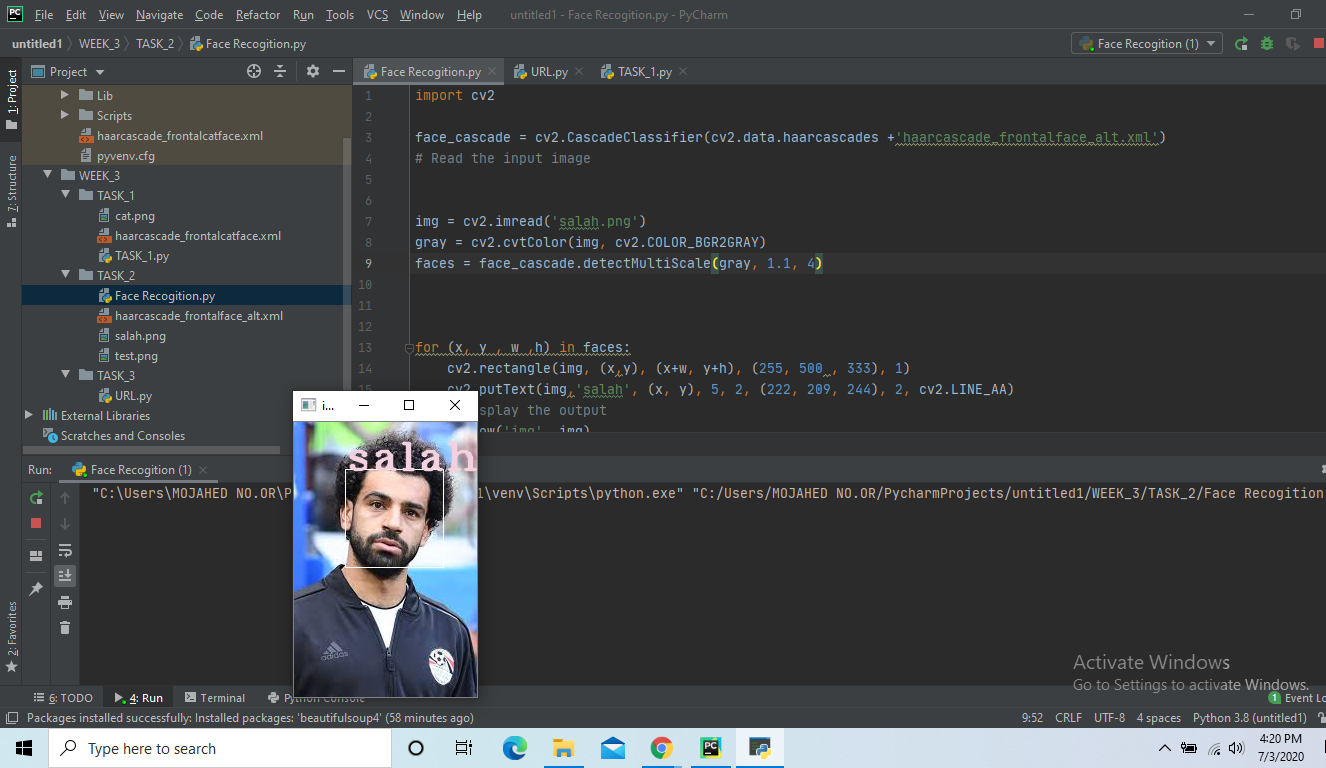 File Edit View Navigate Code Refactor Run Tools VCS Window Help untitled1 - Face Recogition.py - PyCharm
untitled1 WEEK_3 TASK_2 Face Recogition.py Face Recogition (1)
1: Project
Project
Face Recogition.py URL.py TASK_1.py
Lib
Scripts
haarcascade_frontalcatface.xml
pyvenv.cfg
WEEK_3
TASK_1
cat.png
haarcascade_frontalcatface.xml
TASK_1.py
TASK_2
Face Recogition.py
haarcascade_frontalface_alt.xml
salah.png
test.png
TASK_3
URL.py
External Libraries
Scratches and Consoles
7: Structure
2: Favorites
1 import cv2
2
3 face_cascade = cv2.CascadeClassifier(cv2.data.haarcascades +'haarcascade_frontalface_alt.xml')
4 # Read the input image
5
6
7 img = cv2.imread('salah.png')
8 gray = cv2.cvtColor(img, cv2.COLOR_BGR2GRAY)
9 faces = face_cascade.detectMultiScale(gray, 1.1, 4)
10
11
12
13 for (x, y , w ,h) in faces:
14 cv2.rectangle(img, (x,y), (x+w, y+h), (255, 500 , 333), 1)
15 cv2.putText(img,'salah', (x, y), 5, 2, (222, 209, 244), 2, cv2.LINE_AA)
splay the output
ow('img', img)
i...
salah
adidas
Run: Face Recogition (1)
"C:\Users\MOJAHED NO.OR\P 1\venv\Scripts\python.exe" "C:/Users/MOJAHED NO.OR/PycharmProjects/untitled1/WEEK_3/TASK_2/Face Recogition
Activate Windows
Go to Settings to activate Windows.
6: TODO 4: Run Terminal Python Console 1 Event Lo
Packages installed successfully: Installed packages: 'beautifulsoup4' (58 minutes ago) 9:52 CRLF UTF-8 4 spaces Python 3.8 (untitled1)
Type here to search
4:20 PM
7/3/2020